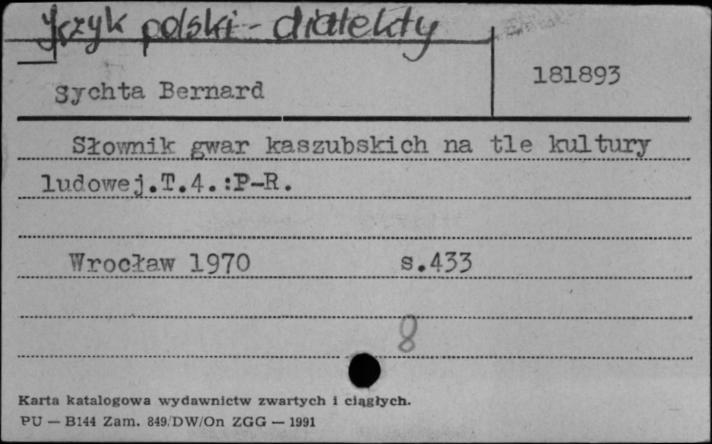 język polski - dialekty
Sychta Bernard
181893
Słownik gwar kaszubskich na tle kultury
ludowej.T.4.:P-R.
Wrocław 1970 s.433
8
Karta katalogowa wydawnictw zwartych i ciągłych.
PU — B144 Zam. 849/DW/On ZGG — 1991